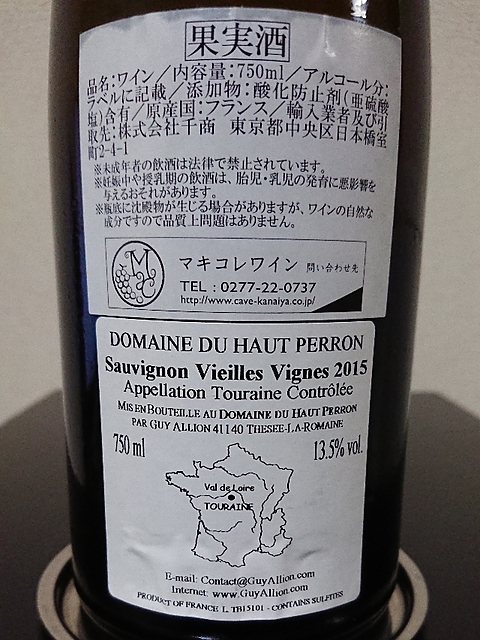 果実酒
品名:ワイン/内容量:750ml/アルコール分:
ラベルに記載/添加物:酸化防止剤(亜硫酸
塩)含有/原産国:フランス/輸入業者及び引
取先:株式会社千商 東京都中央区日本橋室
町2-4-1
※未成年者の飲酒は法律で禁止されています。
※妊娠中や授乳期の飲酒は、胎児・乳児の発育に悪影響を
与えるおそれがあります。
※瓶底に沈殿物が生じる場合がありますが、ワインの自然な
成分ですので品質上問題はありません。
マキコレワイン 問い合わせ先
TEL:0277-22-0737
http://www.cave-kanaiya.co.jp/
DOMAINE DU HAUT PERRON
Sauvignon Vieilles Vignes 2015
Appellation Touraine Contrôlée
MIS EN BOUTEILLE AU DOMAINE DU HAUT PERRON
PAR GUY ALLION 41140 THESEE-LA-ROMAINE
750 ml 13.5% vol.
Val de Loire
TOURAINE
E-mail: Contact@GuyAllion.com
Internet: www.GuyAllion.com
PRODUCT OF FRANCE L. TH15101 - CONTAINS SULFITES